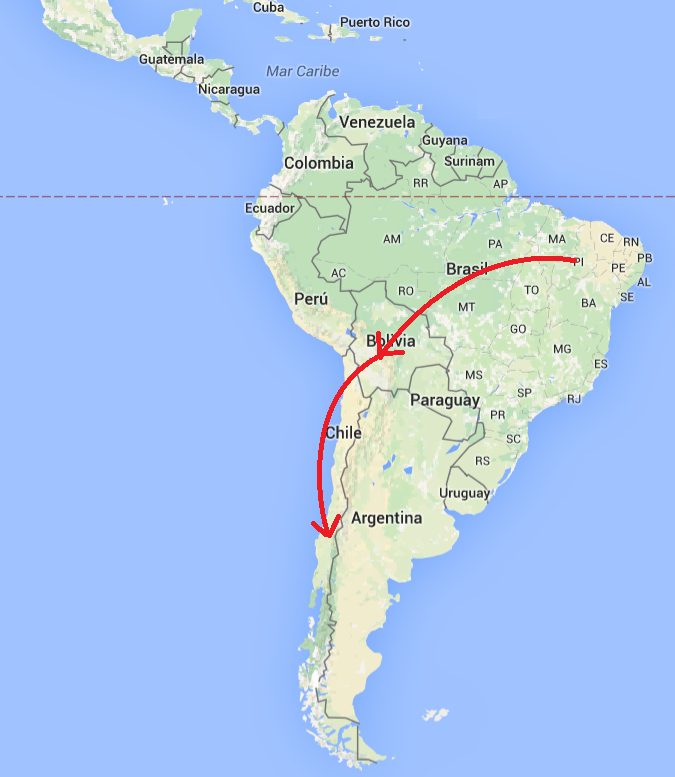 Cuba
Puerto Rico
Guatemala
Mar Caribe
Nicaragua
Venezuela
Guyana
Surinam
Colombia
RR
AP
Ecuador
AM
PA
MA
CE
RN
PB
PI
PE
Brasil
AC
AL
RO
TO
SE
Perú
MT
BA
GO
Bolivia
MG
ES
MS
SP
RJ
Paraguay
PR
Chile
SC
RS
Uruguay
Argentina